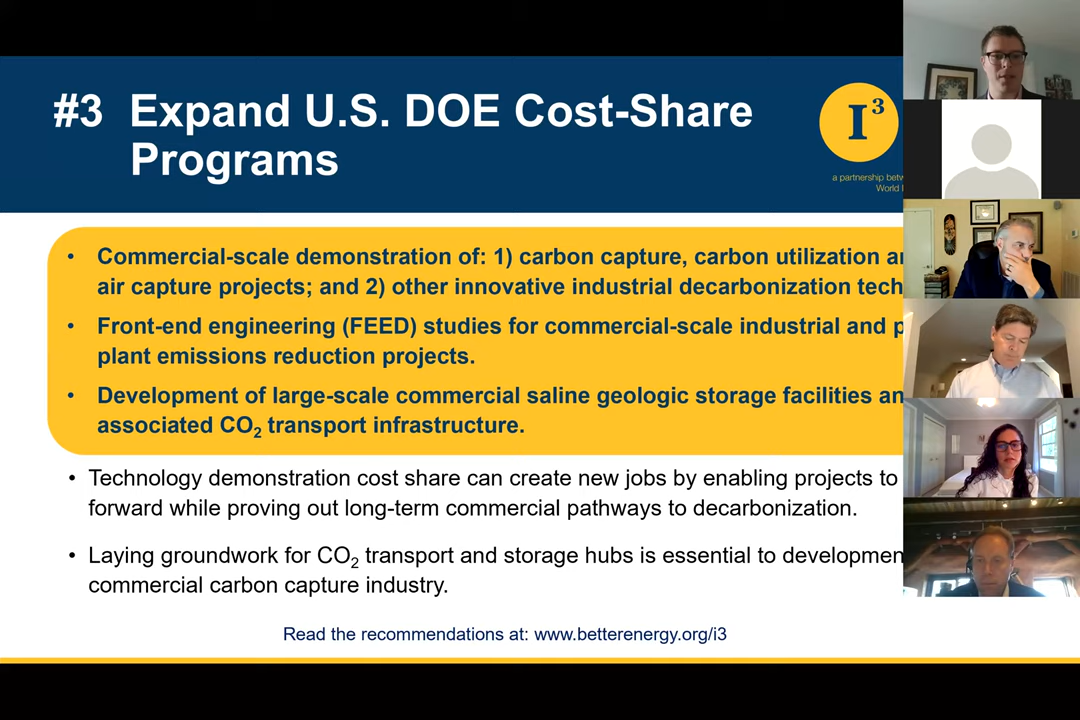 #3 Expand U.S. DOE Cost-Share
Programs
I³
a partnership
World
• Commercial-scale demonstration of: 1) carbon capture, carbon utilization
air capture projects; and 2) other innovative industrial decarbonization
• Front-end engineering (FEED) studies for commercial-scale industrial and
plant emissions reduction projects.
• Development of large-scale commercial saline geologic storage facilities
associated CO₂ transport infrastructure.
• Technology demonstration cost share can create new jobs by enabling projects to
forward while proving out long-term commercial pathways to decarbonization.
• Laying groundwork for CO₂ transport and storage hubs is essential to
commercial carbon capture industry.
Read the recommendations at: www.betterenergy.org/i3